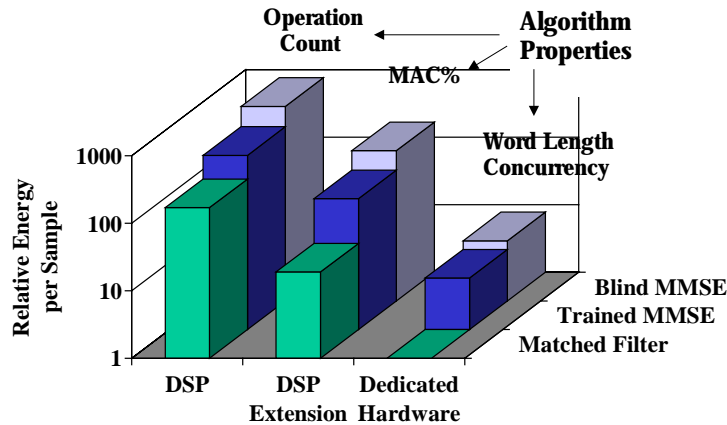 Operation
Count
Algorithm
Properties
MAC%
Word Length
Concurrency
Relative Energy
per Sample
1000
100
10
1
Blind MMSE
Trained MMSE
Matched Filter
DSP
DSP
Extension
Dedicated
Hardware